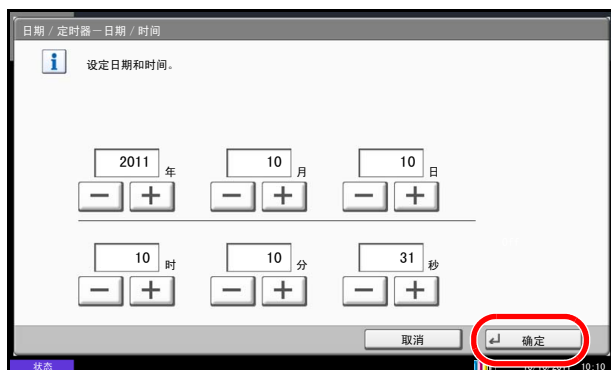 日期 / 定时器－日期 / 时间
设定日期和时间。
2011 年 10 月 10 日
10 时 10 分 31 秒
取消 确定
状态 10/10/2011 10:10